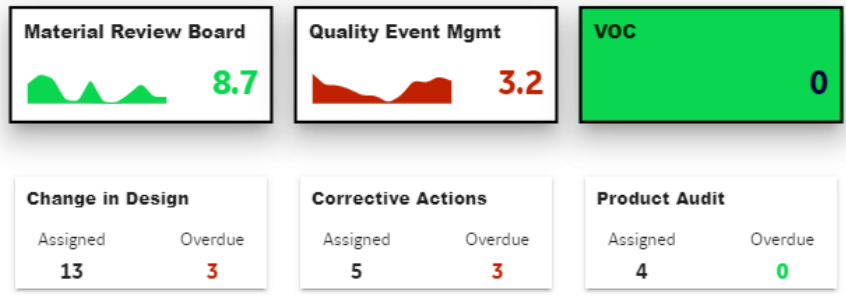 Material Review Board
8.7
Quality Event Mgmt
3.2
VOC
0
Change in Design
Assigned Overdue
13 3
Corrective Actions
Assigned Overdue
5 3
Product Audit
Assigned Overdue
4 0